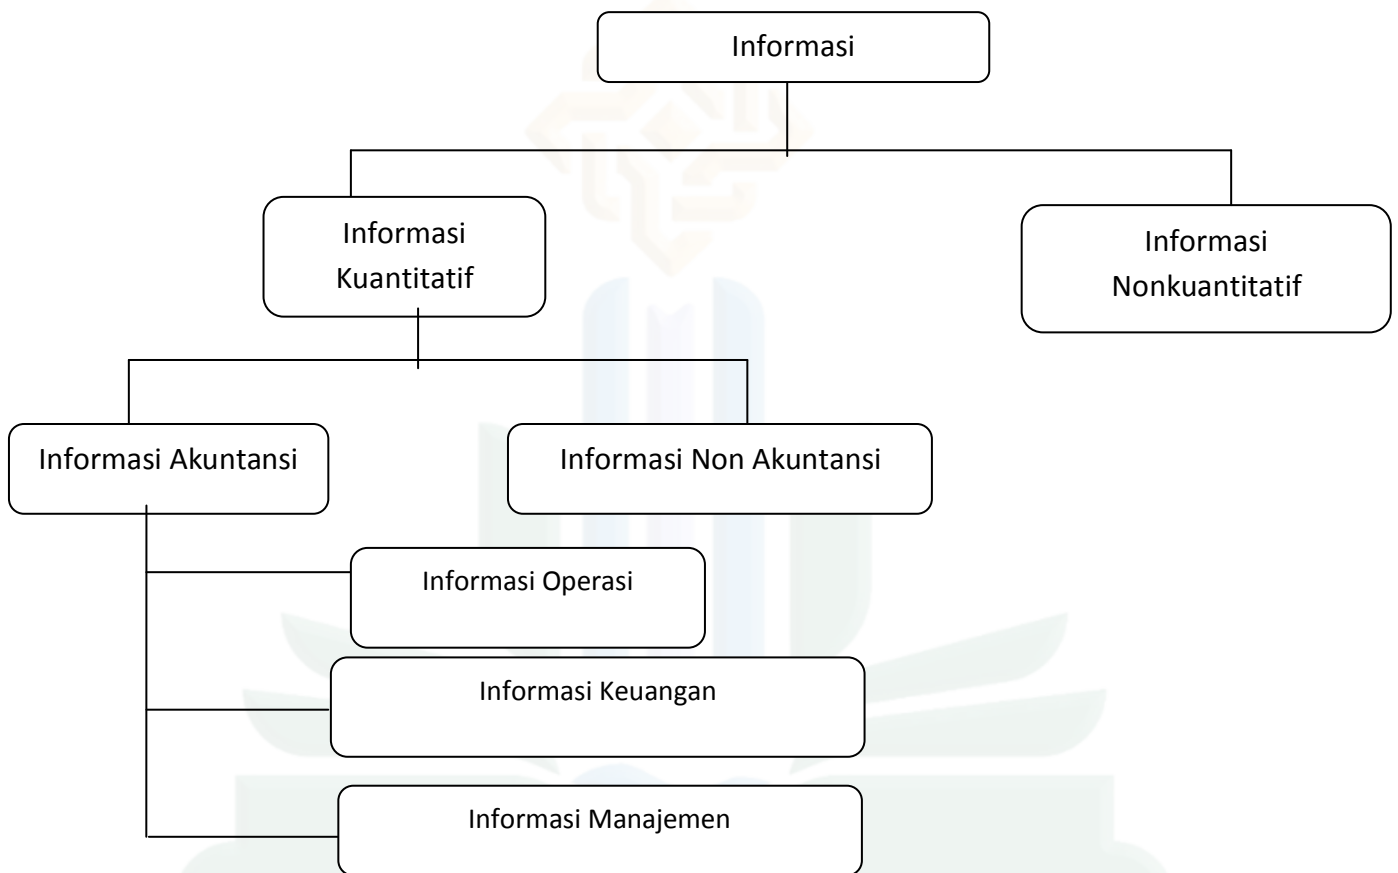 Informasi
Informasi
Kuantitatif
Informasi
Nonkuantitatif
Informasi Akuntansi
Informasi Non Akuntansi
Informasi Operasi
Informasi Keuangan
Informasi Manajemen